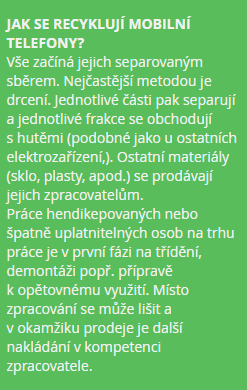 JAK SE RECYKLUJÍ MOBILNÍ
TELEFONY?
Vše začíná jejich separovaným
sběrem. Nejčastější metodou je
drcení. Jednotlivé části pak separují
a jednotlivé frakce se obchodují
s hutěmi (podobné jako u ostatních
elektrozařízení,). Ostatní materiály
(sklo, plasty, apod.) se prodávají
jejich zpracovatelům.
Práce hendikepovaných nebo
špatně uplatnitelných osob na trhu
práce je v první fázi na třídění,
demontáži popř. přípravě
k opětovnému využití. Místo
zpracování se může lišit a
v okamžiku prodeje je další
nakládání v kompetenci
zpracovatele.